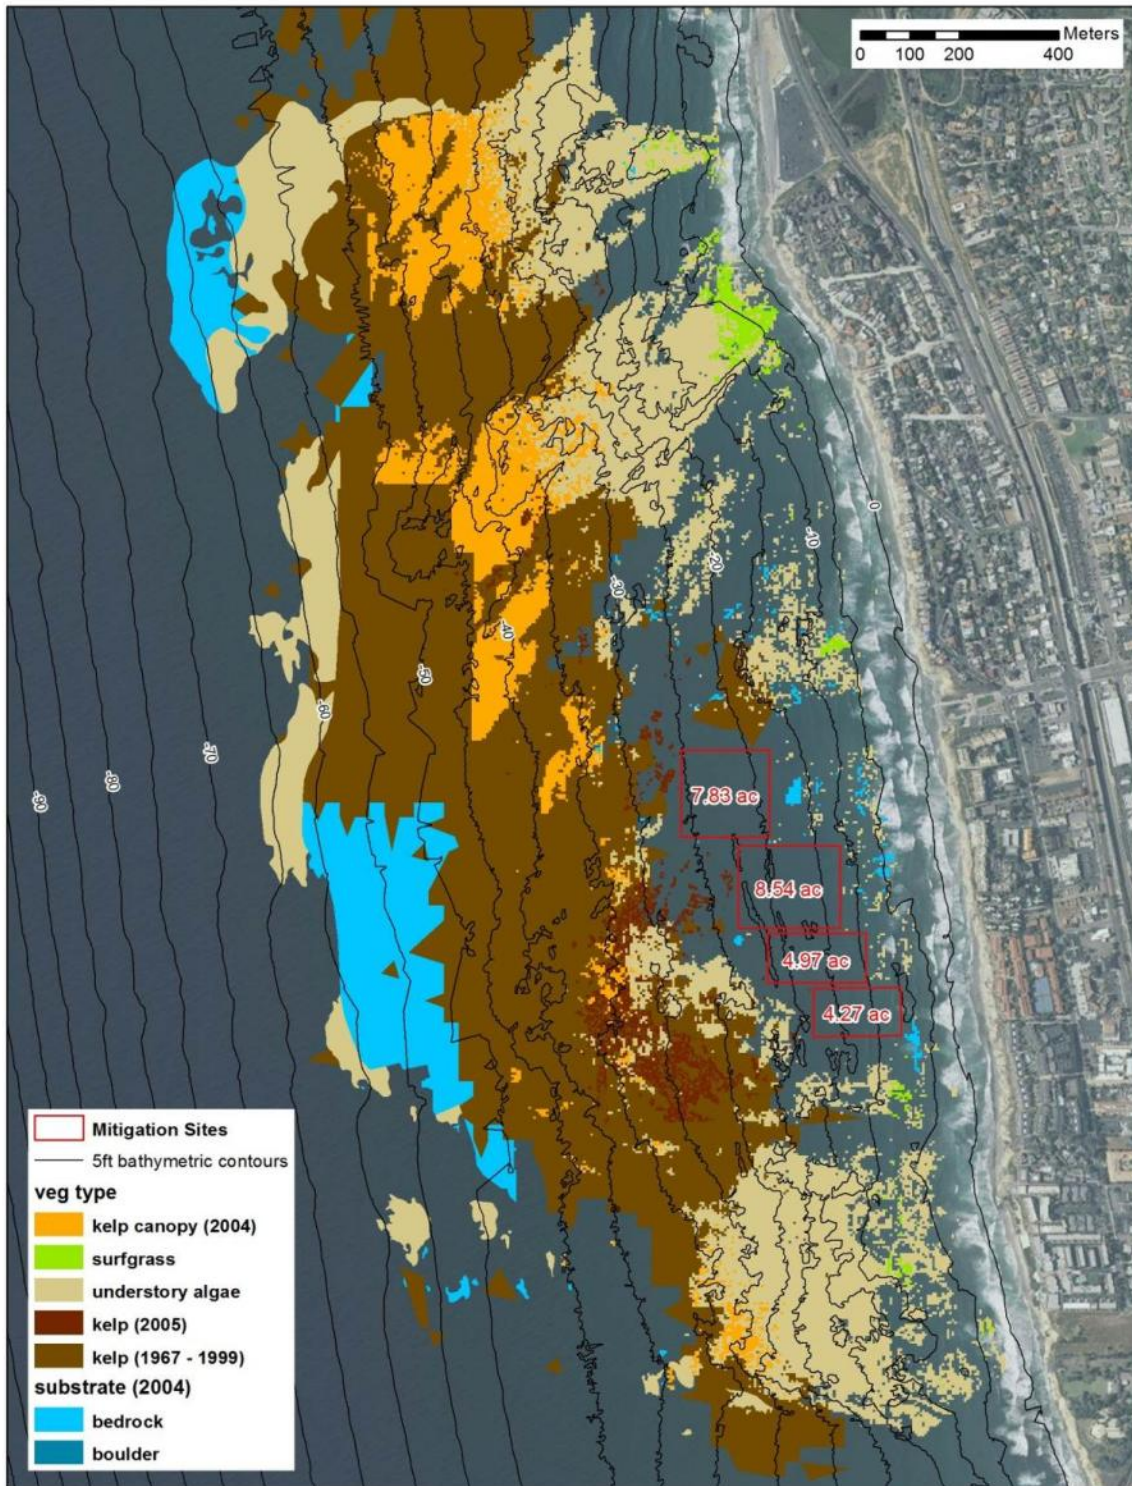 Meters
0 100 200 400
0
-10
-20
-30
-40
-50
-60
-70
-80
-90
7.83 ac
8.54 ac
4.97 ac
4.27 ac
Mitigation Sites
5ft bathymetric contours
veg type
kelp canopy (2004)
surfgrass
understory algae
kelp (2005)
kelp (1967 - 1999)
substrate (2004)
bedrock
boulder